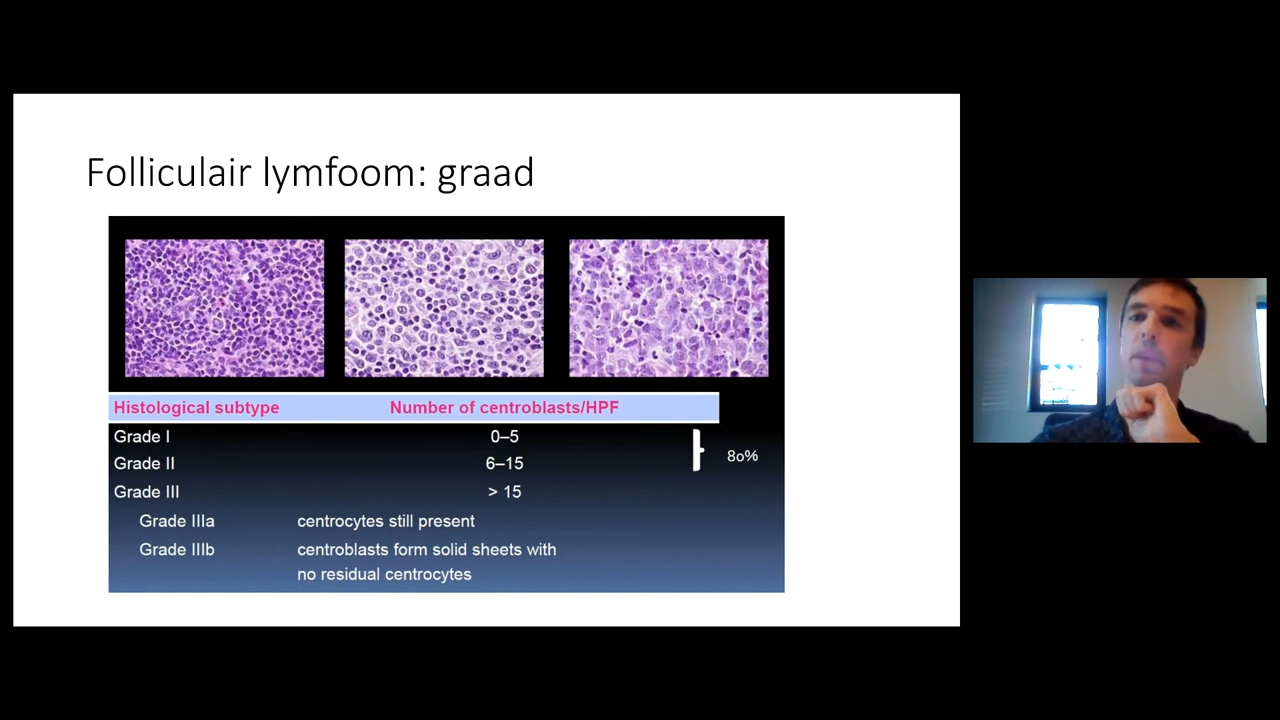 Folliculair lymfoom: graad
Histological subtype Number of centroblasts/HPF
Grade I 0–5
Grade II 6–15
80%
Grade III > 15
Grade IIIa centrocytes still present
Grade IIIb centroblasts form solid sheets with
no residual centrocytes